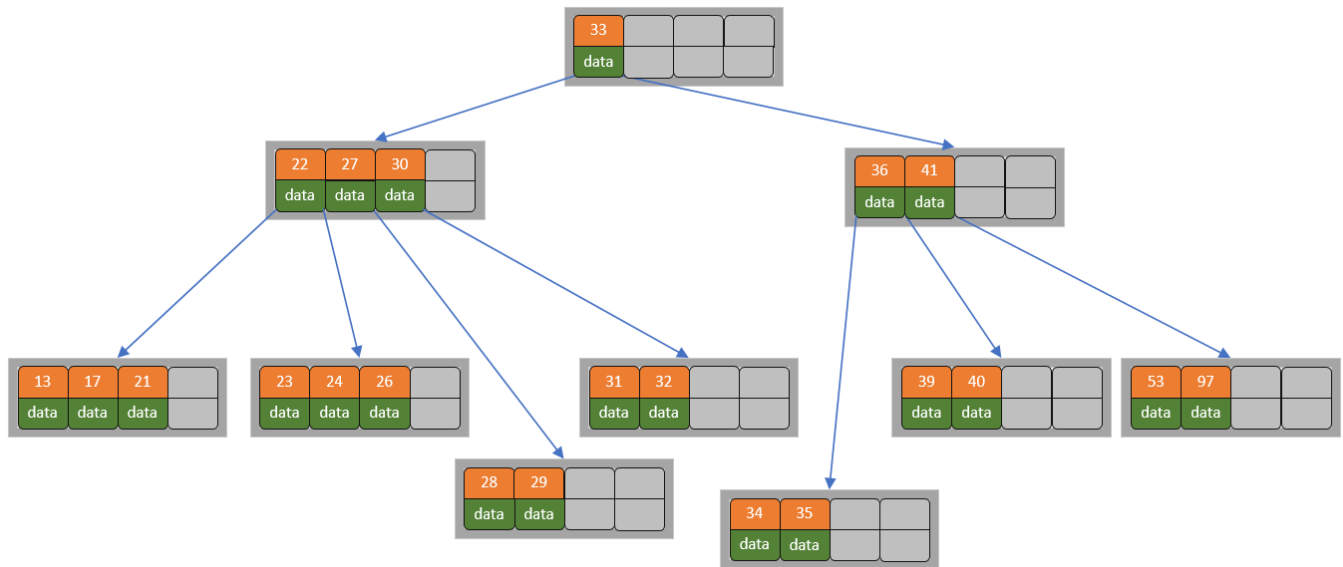 33
data
22 27 30
data data data
36 41
data data
13 17 21
data data data
23 24 26
data data data
31 32
data data
39 40
data data
53 97
data data
28 29
data data
34 35
data data